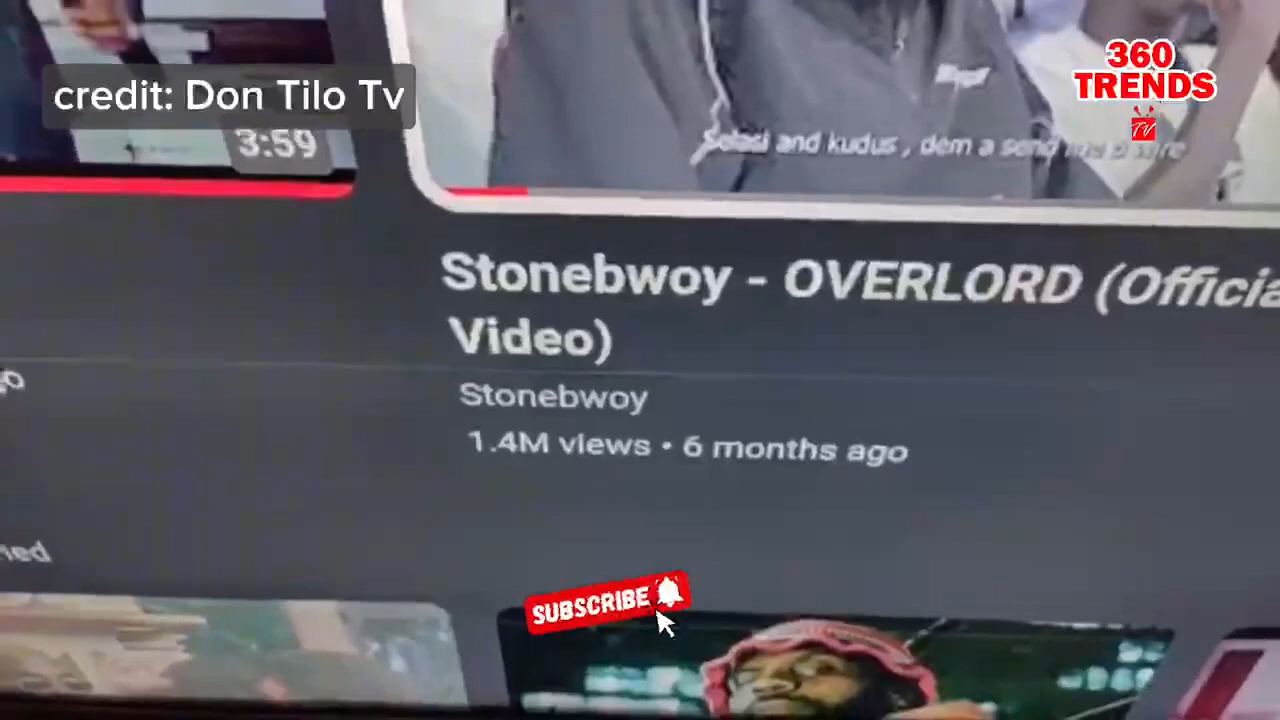 credit: Don Tilo Tv
360
TRENDS
TV
3:59
Selasi and kudus , dem a send
Stonebwoy - OVERLORD (Officia
Video)
Stonebwoy
1.4M views • 6 months ago
SUBSCRIBE